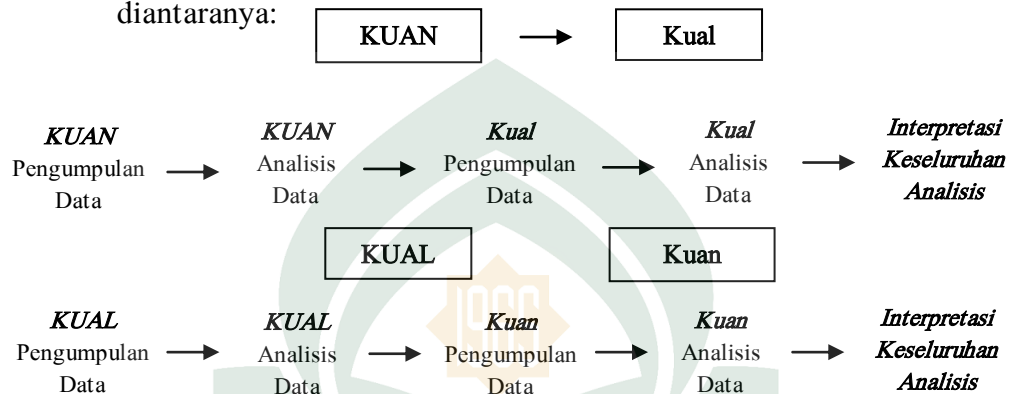 diantaranya:
KUAN → Kual
KUAN KUAN Kual Kual Interpretasi
Pengumpulan → Analisis → Pengumpulan → Analisis → Keseluruhan
Data Data Data Data Analisis
KUAL Kuan
KUAL KUAL Kuan Kuan Interpretasi
Pengumpulan → Analisis → Pengumpulan → Analisis → Keseluruhan
Data Data Data Data Analisis